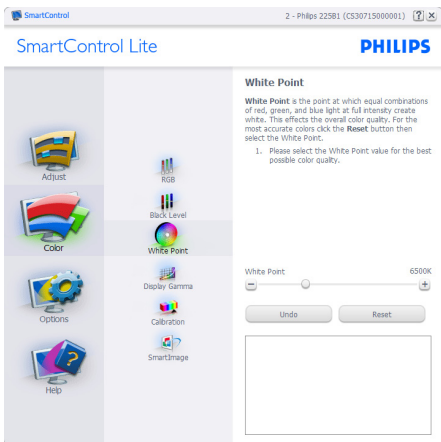 SmartControl
2 - Philips 225B1 (CS30715000001)
SmartControl Lite
PHILIPS
White Point
White Point is the point at which equal combinations
of red, green, and blue light at full intensity create
white. This effects the overall color quality. For the
most accurate colors click the Reset button then
select the White Point.
1. Please select the White Point value for the best
possible color quality.
Adjust
Color
Options
Help
RGB
Black Level
White Point
Display Gamma
Calibration
SmartImage
White Point 6500K
Undo Reset